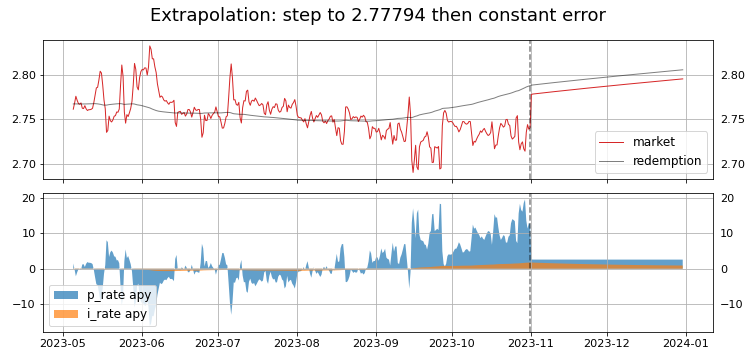 Extrapolation: step to 2.77794 then constant error
2.80
2.75
2.70
2.80
2.75
2.70
market
redemption
20
10
0
−10
20
10
0
−10
p_rate apy
i_rate apy
2023-05 2023-06 2023-07 2023-08 2023-09 2023-10 2023-11 2023-12 2024-01